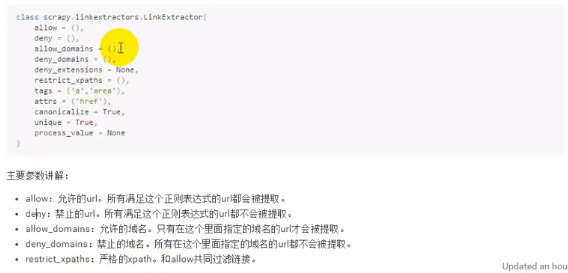 class scrapy.linkextractors.LinkExtractor(
allow = (),
deny = (),
allow_domains = (),
deny_domains = (),
deny_extensions = None,
restrict_xpaths = (),
tags = ('a','area'),
attrs = ('href'),
canonicalize = True,
unique = True,
process_value = None
)
主要参数讲解：
allow：允许的url。所有满足这个正则表达式的url都会被提取。
deny：禁止的url。所有满足这个正则表达式的url都不会被提取。
allow_domains：允许的域名。只有在这个里面指定的域名的url才会被提取。
deny_domains：禁止的域名。所有在这个里面指定的域名的url都不会被提取。
restrict_xpaths：严格的xpath。和allow共同过滤链接。
Updated an hou